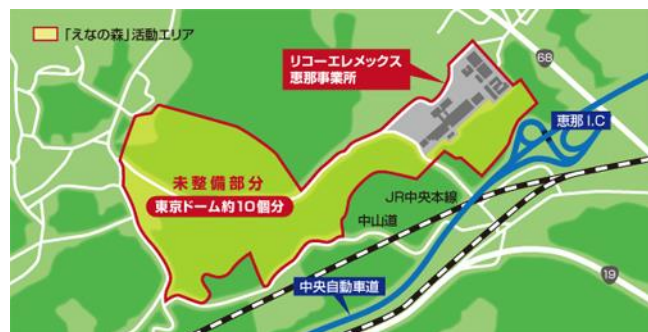 「えなの森」活動エリア
リコーエレメックス
恵那事業所
68
恵那I.C
未整備部分
東京ドーム約10個分
JR中央本線
中山道
19
中央自動車道